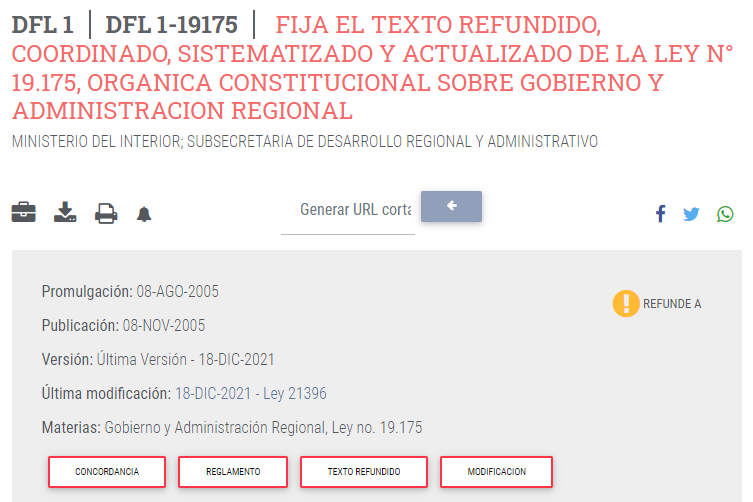 DFL 1 | DFL 1-19175 | FIJA EL TEXTO REFUNDIDO,
COORDINADO, SISTEMATIZADO Y ACTUALIZADO DE LA LEY N°
19.175, ORGANICA CONSTITUCIONAL SOBRE GOBIERNO Y
ADMINISTRACION REGIONAL
MINISTERIO DEL INTERIOR; SUBSECRETARIA DE DESARROLLO REGIONAL Y ADMINISTRATIVO
Generar URL corta
Promulgación: 08-AGO-2005
REFUNDE A
Publicación: 08-NOV-2005
Versión: Última Versión - 18-DIC-2021
Última modificación: 18-DIC-2021 - Ley 21396
Materias: Gobierno y Administración Regional, Ley no. 19.175
CONCORDANCIA REGLAMENTO TEXTO REFUNDIDO MODIFICACION